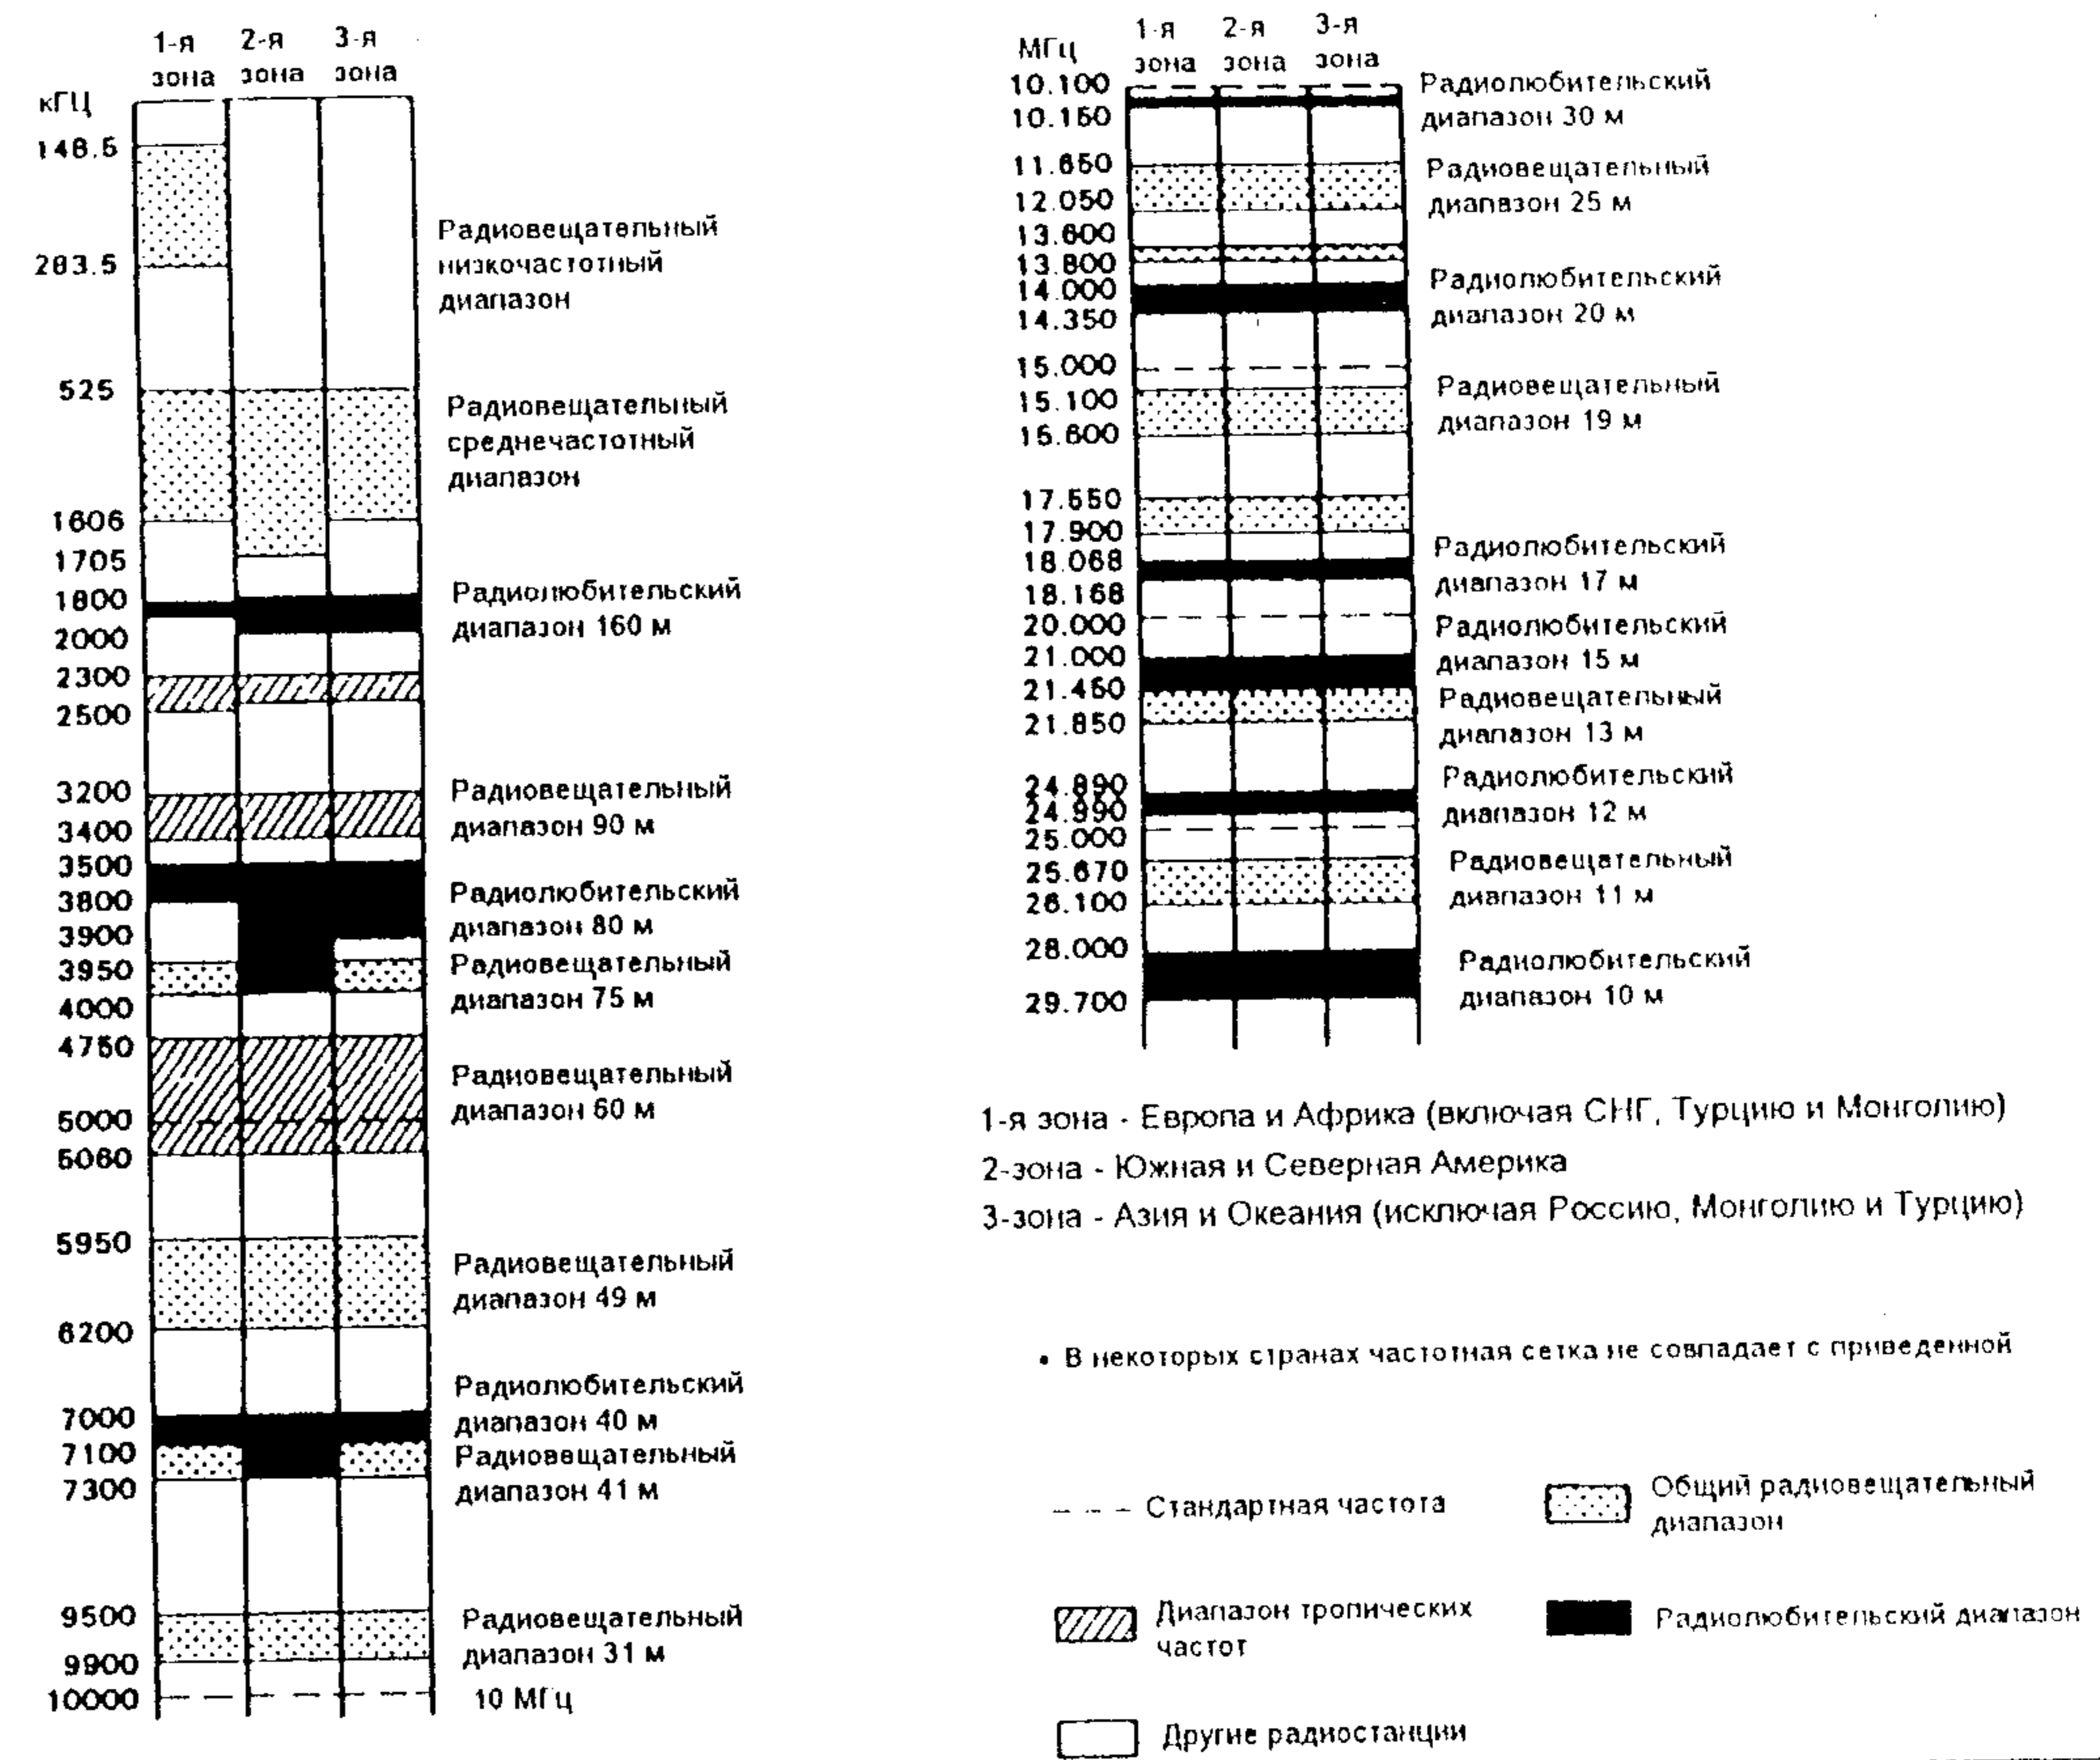 1-я 2-я 3-я
зона зона зона
кГЦ
148.5
283.5
Радиовещательный
низкочастотный
диапазон
525
Радиовещательный
среднечастотный
диапазон
1606
1705
1800
Радиолюбительский
диапазон 160 м
2000
2300
2500
3200
Радиовещательный
диапазон 90 м
3400
3500
3800
Радиолюбительский
диапазон 80 м
3900
3950
Радиовещательный
диапазон 75 м
4000
4750
Радиовещательный
диапазон 60 м
5000
5060
5950
Радиовещательный
диапазон 49 м
6200
Радиолюбительский
диапазон 40 м
7000
7100
Радиовещательный
диапазон 41 м
7300
9500
Радиовещательный
диапазон 31 м
9900
10000
10 МГц
1-я 2-я 3-я
МГц
зона зона зона
10.100
Радиолюбительский
диапазон 30 м
10.150
11.650
Радиовещательный
диапазон 25 м
12.050
13.600
13.800
14.000
Радиолюбительский
диапазон 20 м
14.350
15.000
15.100
Радиовещательный
диапазон 19 м
15.600
17.550
17.900
18.068
Радиолюбительский
диапазон 17 м
18.168
20.000
Радиолюбительский
диапазон 15 м
21.000
21.450
Радиовещательный
диапазон 13 м
21.850
24.890
Радиолюбительский
диапазон 12 м
24.990
25.000
25.670
Радиовещательный
диапазон 11 м
26.100
28.000
Радиолюбительский
диапазон 10 м
29.700
1-я зона - Европа и Африка (включая СНГ, Турцию и Монголию)
2-зона - Южная и Северная Америка
3-зона - Азия и Океания (исключая Россию, Монголию и Турцию)
• В некоторых странах частотная сетка не совпадает с приведенной
Стандартная частота
Общий радиовещательный
диапазон
Диапазон тропических
частот
Радиолюбительский диапазон
Другие радиостанции